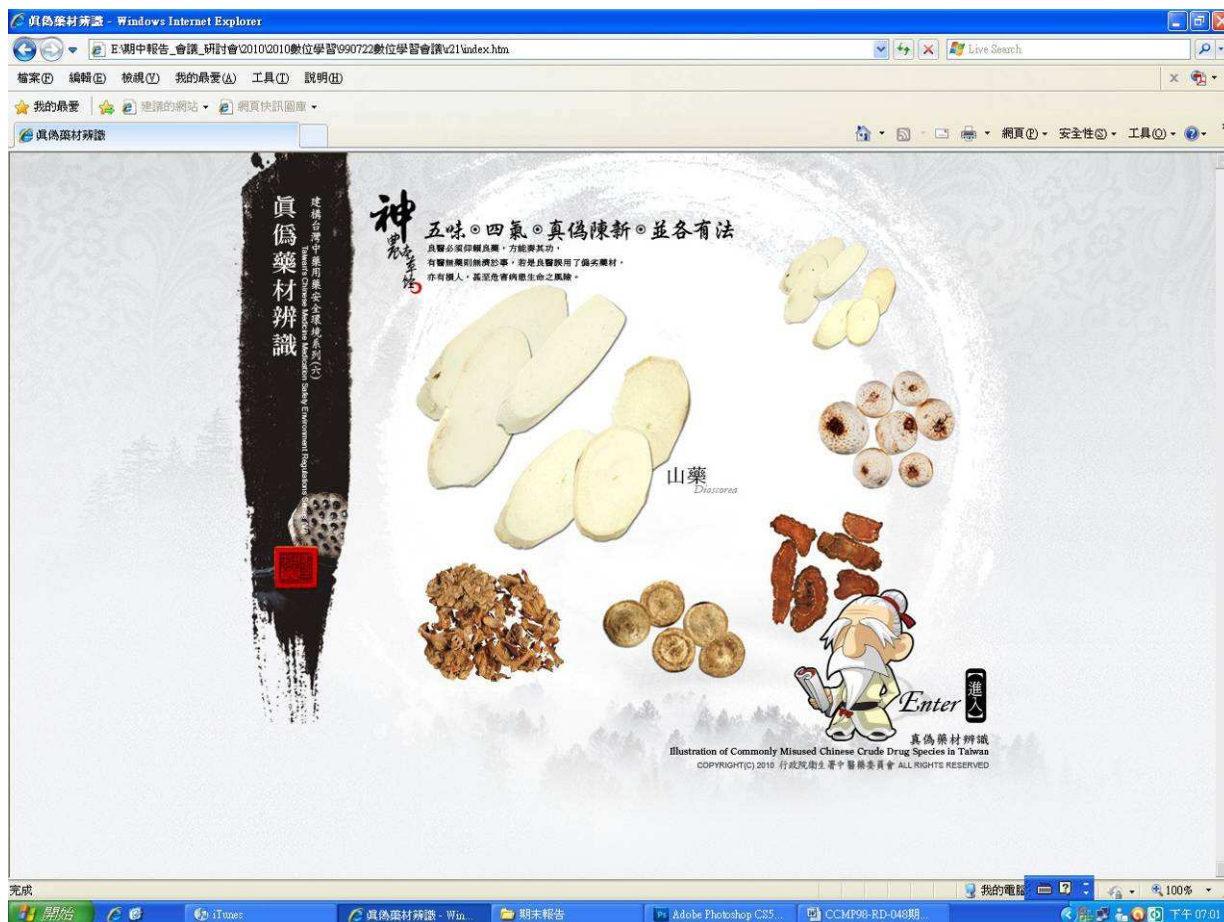 真偽藥材辨識 - Windows Internet Explorer
E:\期中報告_會議_研討會\2010\2010數位學習\990722數位學習會議\v21\index.htm
Live Search
檔案(F) 編輯(E) 檢視(V) 我的最愛(A) 工具(T) 說明(H)
我的最愛 建議的網站 網頁快訊圖庫
真偽藥材辨識
網頁(P) 安全性(S) 工具(O)
真偽藥材辨識
建構台灣中藥用藥安全環境系列(六)
神農本草經
五味⊙四氣⊙真偽陳新⊙並各有法
良醫必須仰賴良藥，方能奏其功，
有醫無藥則無濟於事，若是良醫誤用了偽劣藥材，
亦有損人，甚至危害病患生命之風險。
山藥
Dioscorea
Enter
【進入】
真偽藥材辨識
Illustration of Commonly Misused Chinese Crude Drug Species in Taiwan
COPYRIGHT(C) 2010 行政院衛生署中醫藥委員會 ALL RIGHTS RESERVED
完成
我的電腦
100%
開始
iTunes
真偽藥材辨識 - Win...
期末報告
Adobe Photoshop CS5...
CCMP98-RD-048期...
下午 07:01